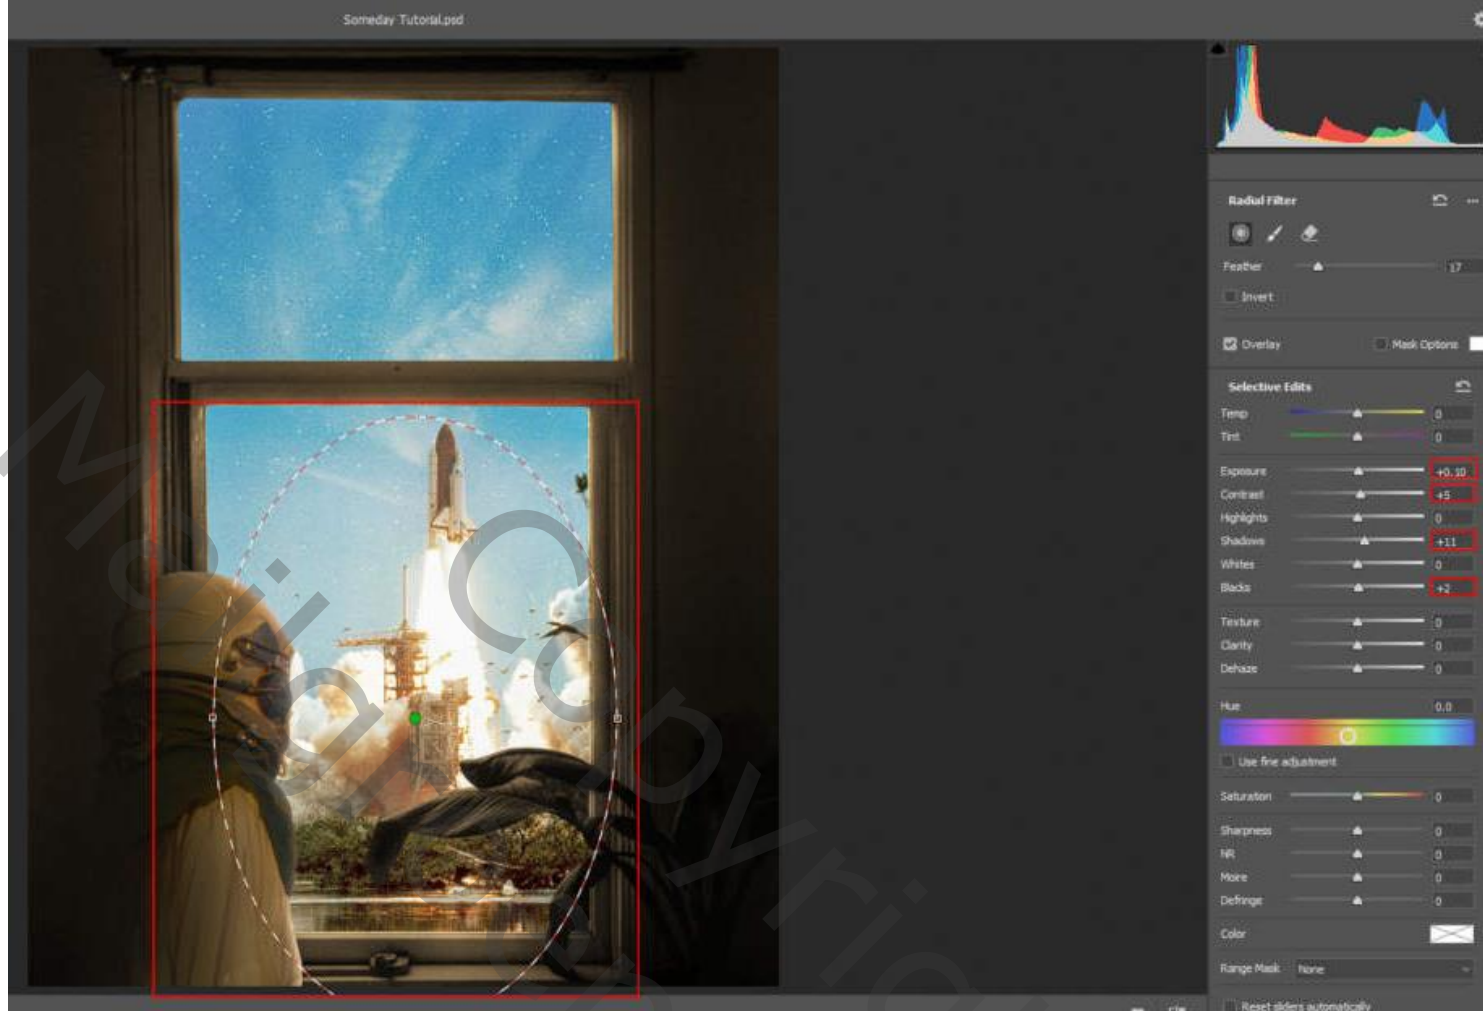 Someday Tutorial.psd
Radial Filter
Feather 17
Invert
Overlay Mask Options
Selective Edits
Temp 0
Tint 0
Exposure +0.10
Contrast +5
Highlights 0
Shadows +11
Whites 0
Blacks +2
Texture 0
Clarity 0
Dehaze 0
Hue 0.0
Use fine adjustment
Saturation 0
Sharpness 0
NR 0
Moire 0
Defringe 0
Color
Range Mask None
Reset sliders automatically